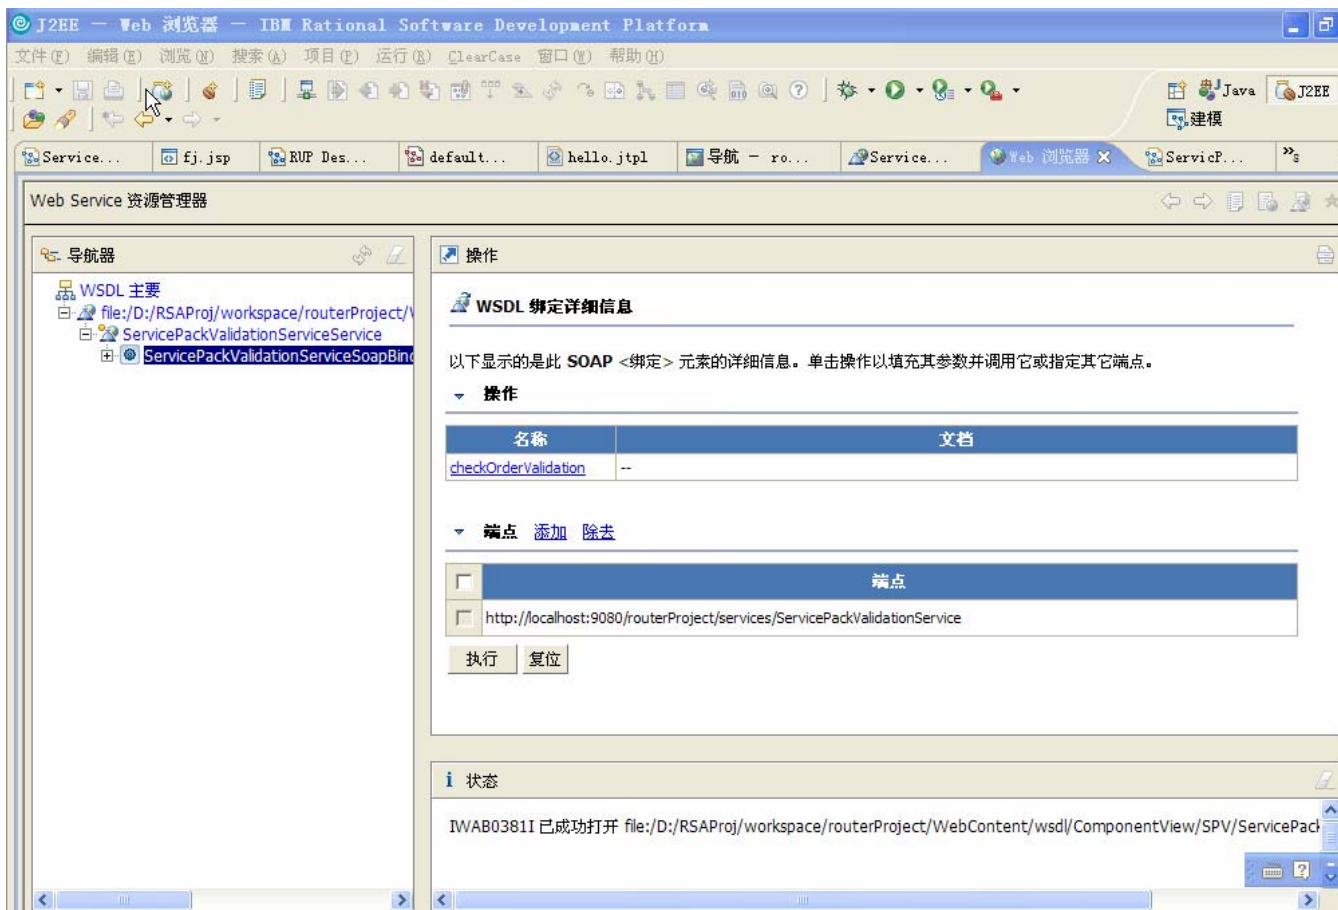 J2EE － Web 浏览器 － IBM Rational Software Development Platform
文件(F) 编辑(E) 浏览(N) 搜索(A) 项目(P) 运行(R) ClearCase 窗口(W) 帮助(H)
Java J2EE
建模
Service... fj.jsp RUP Des... default... hello.jtpl 导航 － ro... Service... Web 浏览器 ServicP... »8
Web Service 资源管理器
导航器
WSDL 主要
file:/D:/RSAProj/workspace/routerProject/
ServicePackValidationServiceService
ServicePackValidationServiceSoapBind
操作
WSDL 绑定详细信息
以下显示的是此 SOAP <绑定> 元素的详细信息。单击操作以填充其参数并调用它或指定其它端点。
操作
名称 文档
checkOrderValidation --
端点 添加 除去
端点
http://localhost:9080/routerProject/services/ServicePackValidationService
执行 复位
状态
IWAB0381I 已成功打开 file:/D:/RSAProj/workspace/routerProject/WebContent/wsdl/ComponentView/SPV/ServicePack